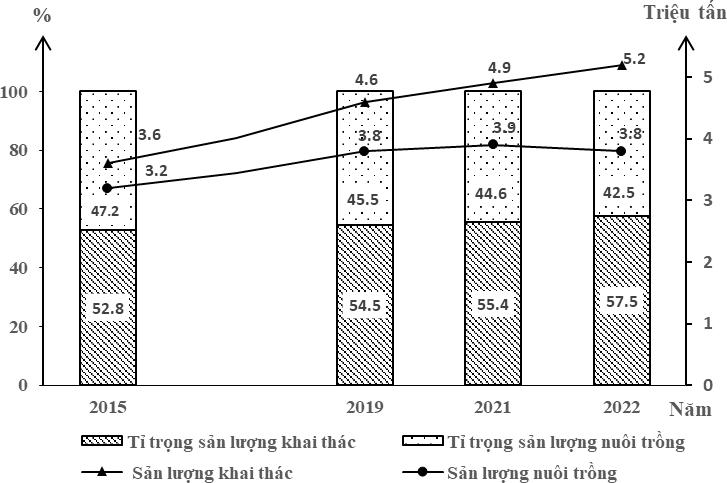 % Triệu tấn
5.2
4.9
4.6
5
100
3.6
3.8 3.9 3.8
4
80
3.2
3
47.2 45.5 44.6 42.5
60
2
40
52.8 54.5 55.4 57.5
1
20
0 0
2015 2019 2021 2022 Năm
Tỉ trọng sản lượng khai thác Tỉ trọng sản lượng nuôi trồng
Sản lượng khai thác Sản lượng nuôi trồng